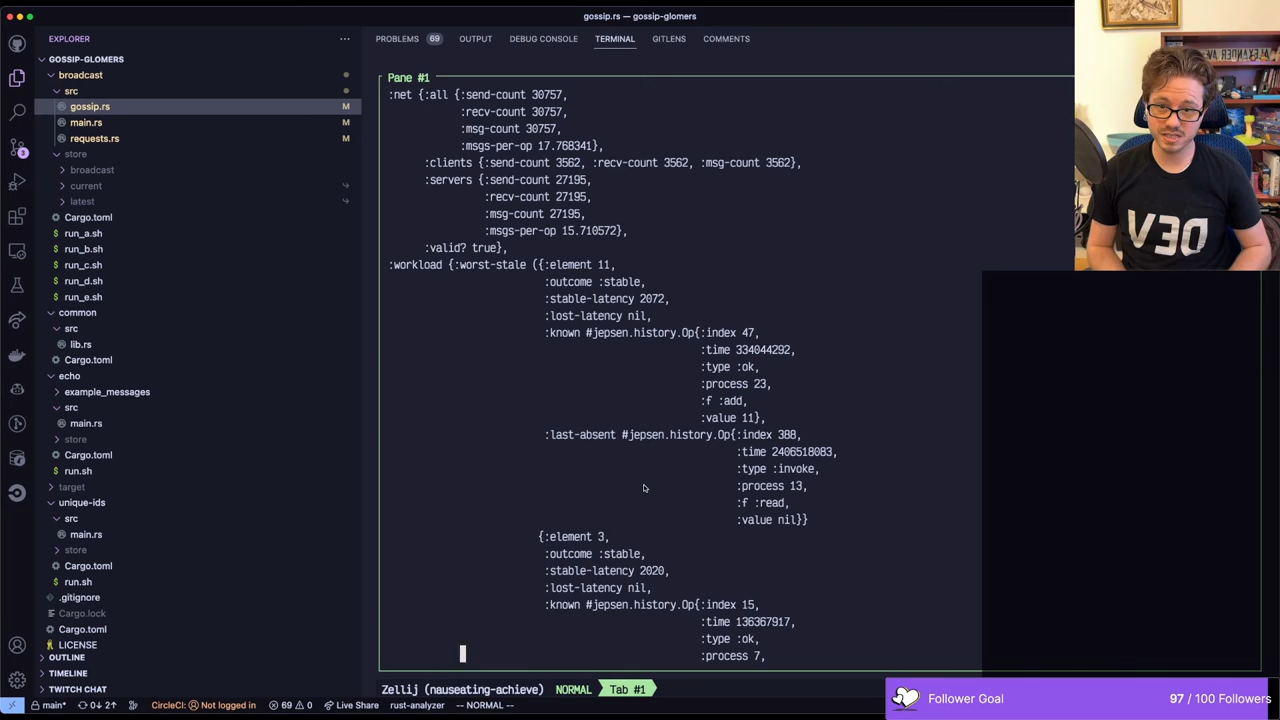 gossip.rs — gossip-glomers
EXPLORER
PROBLEMS 69 OUTPUT DEBUG CONSOLE TERMINAL GITLENS COMMENTS
GOSSIP-GLOMERS
broadcast
src
gossip.rs M
main.rs M
requests.rs M
store
broadcast
current
latest
Cargo.toml
run_a.sh
run_b.sh
run_c.sh
run_d.sh
run_e.sh
common
src
lib.rs
Cargo.toml
echo
example_messages
src
main.rs
store
Cargo.toml
run.sh
target
unique-ids
src
main.rs
store
Cargo.toml
run.sh
.gitignore
Cargo.lock
Cargo.toml
LICENSE
OUTLINE
TIMELINE
TWITCH CHAT
3
Pane #1
:net {:all {:send-count 30757,
:recv-count 30757,
:msg-count 30757,
:msgs-per-op 17.768341},
:clients {:send-count 3562, :recv-count 3562, :msg-count 3562},
:servers {:send-count 27195,
:recv-count 27195,
:msg-count 27195,
:msgs-per-op 15.710572},
:valid? true},
:workload {:worst-stale ({:element 11,
:outcome :stable,
:stable-latency 2072,
:lost-latency nil,
:known #jepsen.history.Op{:index 47,
:time 334044292,
:type :ok,
:process 23,
:f :add,
:value 11},
:last-absent #jepsen.history.Op{:index 388,
:time 2406518083,
:type :invoke,
:process 13,
:f :read,
:value nil}}
{:element 3,
:outcome :stable,
:stable-latency 2020,
:lost-latency nil,
:known #jepsen.history.Op{:index 15,
:time 136367917,
:type :ok,
:process 7,
Zellij (nauseating-achieve) NORMAL Tab #1
main* 0↓ 2↑ CircleCI: Not logged in 69 0 Live Share rust-analyzer -- NORMAL --
DEV
Follower Goal 97 / 100 Followers